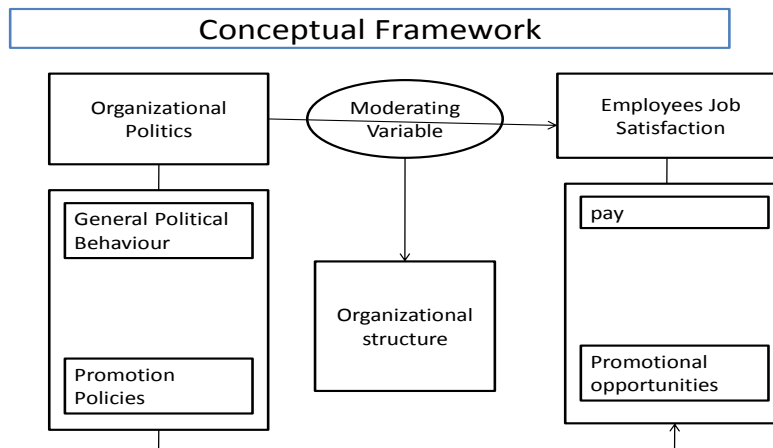 Conceptual Framework
Organizational
Politics
Moderating
Variable
Employees Job
Satisfaction
General Political
Behaviour
Promotion
Policies
Organizational
structure
pay
Promotional
opportunities